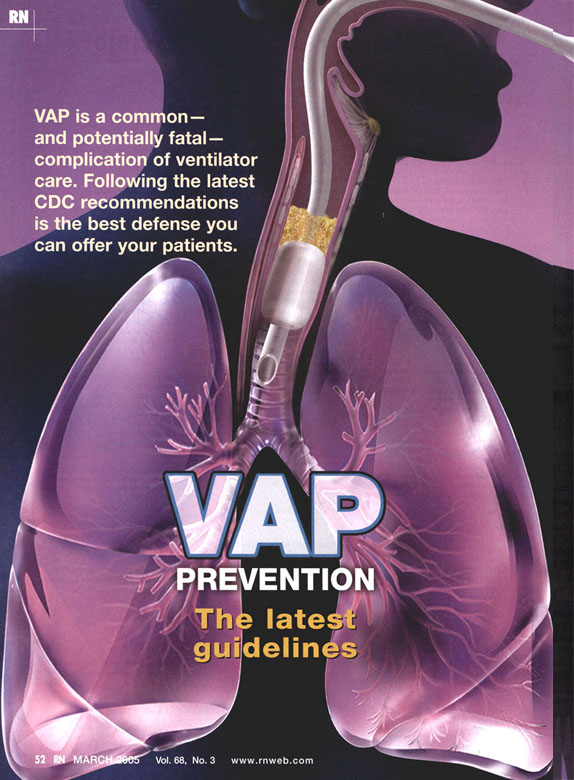 RN
VAP is a common—
and potentially fatal—
complication of ventilator
care. Following the latest
CDC recommendations
is the best defense you
can offer your patients.
VAP
PREVENTION
The latest
guidelines
52 RN MARCH 2005 Vol. 68, No. 3 www.rnweb.com